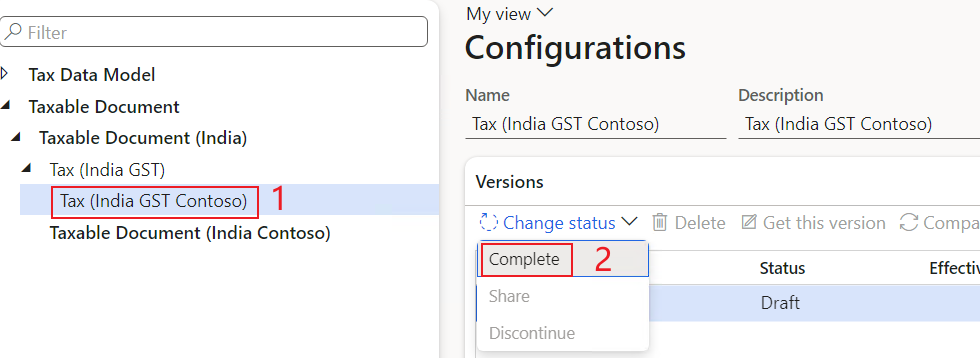 Filter
Tax Data Model
Taxable Document
Taxable Document (India)
Tax (India GST)
Tax (India GST Contoso) 1
Taxable Document (India Contoso)
My view
Configurations
Name Description
Tax (India GST Contoso) Tax (India GST Contoso)
Versions
Change status Delete Get this version Compa
Complete 2 Status Effectiv
Share Draft
Discontinue